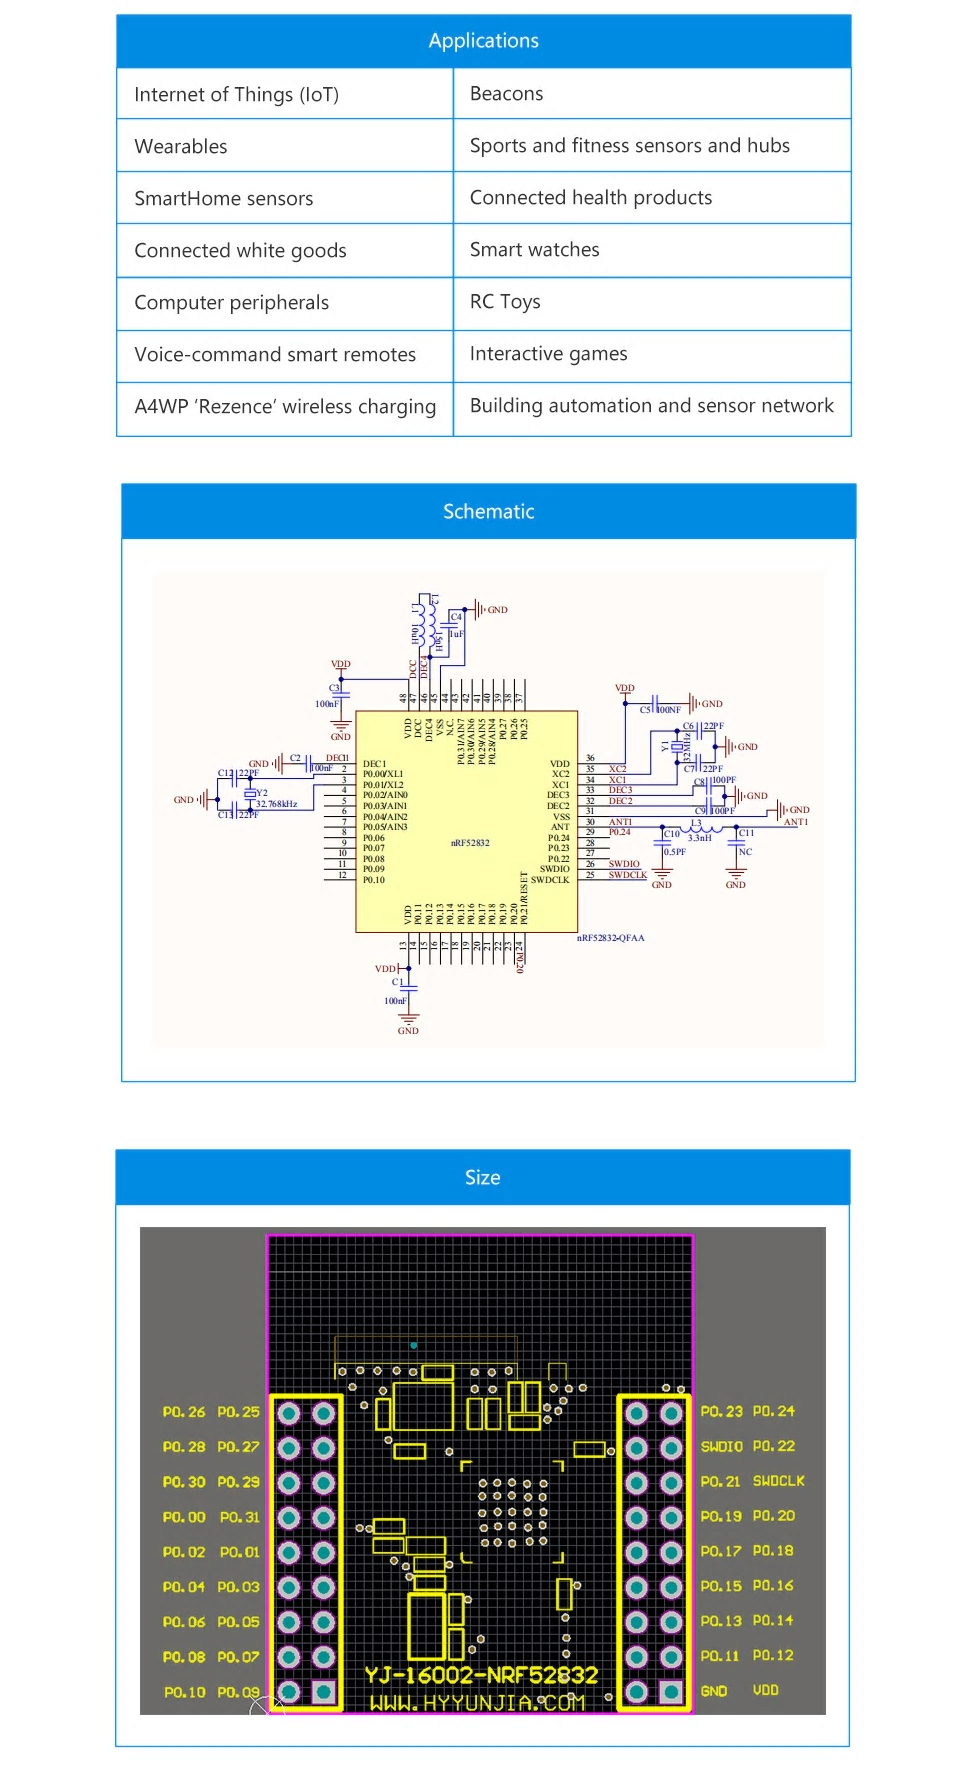 Applications
Internet of Things (IoT) Beacons
Wearables Sports and fitness sensors and hubs
SmartHome sensors Connected health products
Connected white goods Smart watches
Computer peripherals RC Toys
Voice-command smart remotes Interactive games
A4WP ‘Rezence’ wireless charging Building automation and sensor network
Schematic
L1 10uH L2 15nH C4 1uF GND
DCC DEC4
VDD C3 100nF GND
48 47 46 45 44 43 42 41 40 39 38 37
VDD DCC DEC4 VSS N.C. P0.31/AIN7 P0.30/AIN6 P0.29/AIN5 P0.28/AIN4 P0.27 P0.26 P0.25
VDD C5 100NF GND
C6 22PF Y1 32MHz C7 22PF GND
C8 100PF C9 100PF GND
GND C2 100nF DEC1
GND C12 22PF Y2 32.768kHz C13 22PF
1 DEC1
2 P0.00/XL1
3 P0.01/XL2
4 P0.02/AIN0
5 P0.03/AIN1
6 P0.04/AIN2
7 P0.05/AIN3
8 P0.06
9 P0.07
10 P0.08
11 P0.09
12 P0.10
nRF52832
VDD 36
XC2 35 XC2
XC1 34 XC1
DEC3 33 DEC3
DEC2 32 DEC2
VSS 31 GND
ANT 30 ANT1 L3 3.3nH ANT1
P0.24 29 P0.24
P0.23 28
P0.22 27
SWDIO 26 SWDIO
SWDCLK 25 SWDCLK
C10 0.5PF GND C11 NC GND
VDD P0.11 P0.12 P0.13 P0.14 P0.15 P0.16 P0.17 P0.18 P0.19 P0.20 P0.21/RESET
13 14 15 16 17 18 19 20 21 22 23 24
P0.20
nRF52832-QFAA
VDD C1 100nF GND
Size
P0.26 P0.25 P0.23 P0.24
P0.28 P0.27 SWDIO P0.22
P0.30 P0.29 P0.21 SWDCLK
P0.00 P0.31 P0.19 P0.20
P0.02 P0.01 P0.17 P0.18
P0.04 P0.03 P0.15 P0.16
P0.06 P0.05 P0.13 P0.14
P0.08 P0.07 P0.11 P0.12
P0.10 P0.09 GND VDD
YJ-16002-NRF52832
WWW.HYYUNJIA.COM